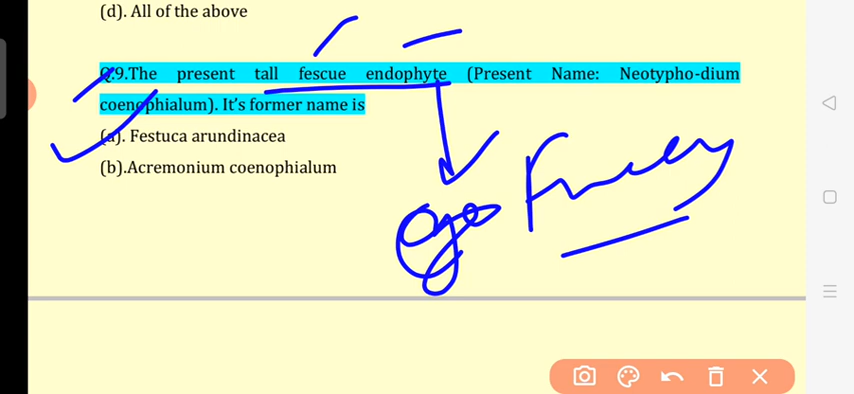 (d). All of the above
Q.9.The present tall fescue endophyte (Present Name: Neotypho-dium
coenophialum). It's former name is
(a). Festuca arundinacea
(b).Acremonium coenophialum